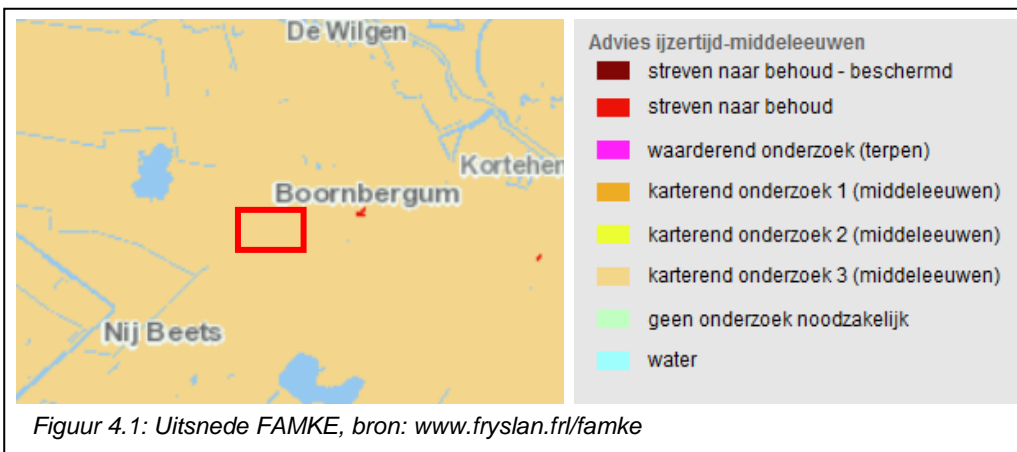 De Wilgen
Kortehen
Boornbergum
Nij Beets
Advies ijzertijd-middeleeuwen
streven naar behoud - beschermd
streven naar behoud
waarderend onderzoek (terpen)
karterend onderzoek 1 (middeleeuwen)
karterend onderzoek 2 (middeleeuwen)
karterend onderzoek 3 (middeleeuwen)
geen onderzoek noodzakelijk
water
Figuur 4.1: Uitsnede FAMKE, bron: www.fryslan.frl/famke